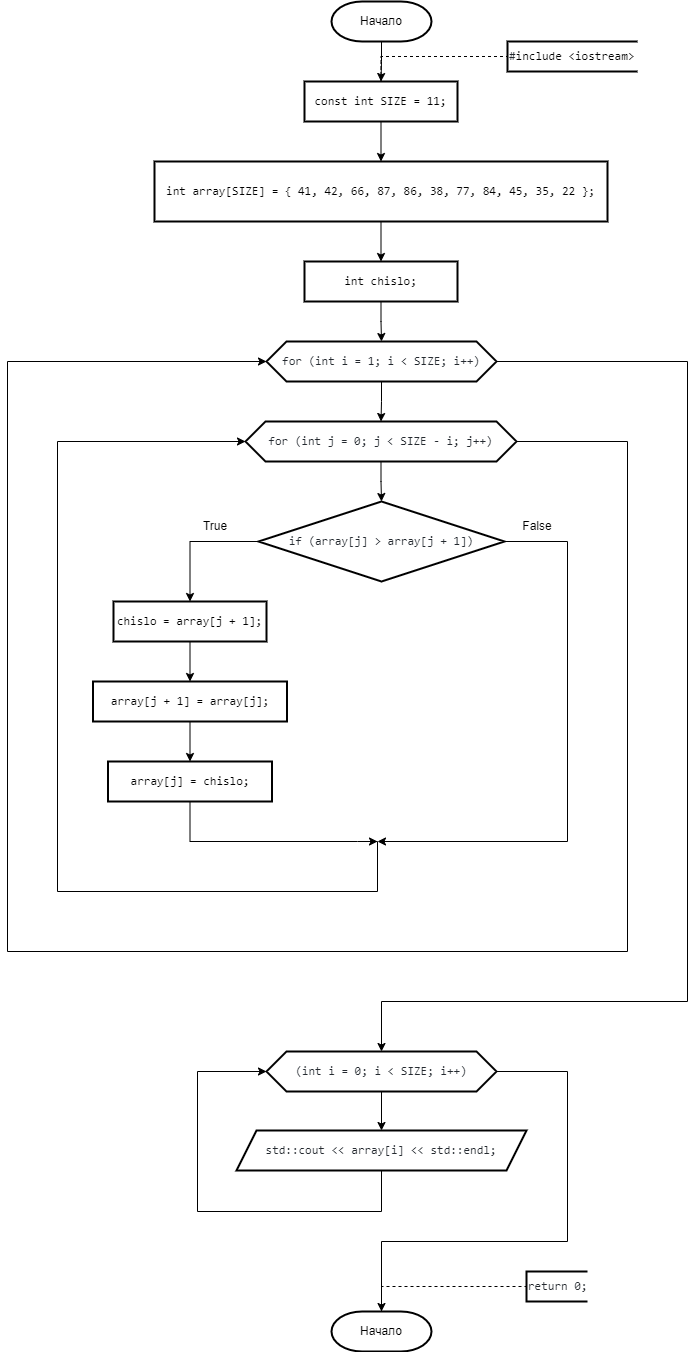 Начало
#include <iostream>
const int SIZE = 11;
int array[SIZE] = { 41, 42, 66, 87, 86, 38, 77, 84, 45, 35, 22 };
int chislo;
for (int i = 1; i < SIZE; i++)
for (int j = 0; j < SIZE - i; j++)
True
False
if (array[j] > array[j + 1])
chislo = array[j + 1];
array[j + 1] = array[j];
array[j] = chislo;
(int i = 0; i < SIZE; i++)
std::cout << array[i] << std::endl;
return 0;
Начало